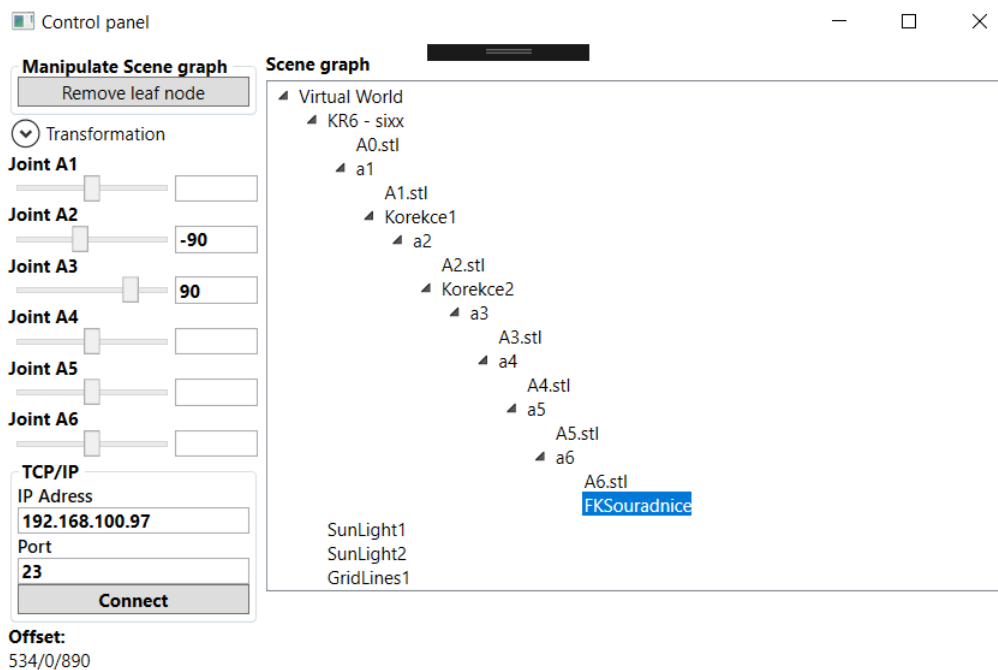 Control panel
Manipulate Scene graph
Remove leaf node
Transformation
Joint A1
Joint A2
-90
Joint A3
90
Joint A4
Joint A5
Joint A6
TCP/IP
IP Adress
192.168.100.97
Port
23
Connect
Offset:
534/0/890
Scene graph
Virtual World
KR6 - sixx
A0.stl
a1
A1.stl
Korekce1
a2
A2.stl
Korekce2
a3
A3.stl
a4
A4.stl
a5
A5.stl
a6
A6.stl
FKSouradnice
SunLight1
SunLight2
GridLines1